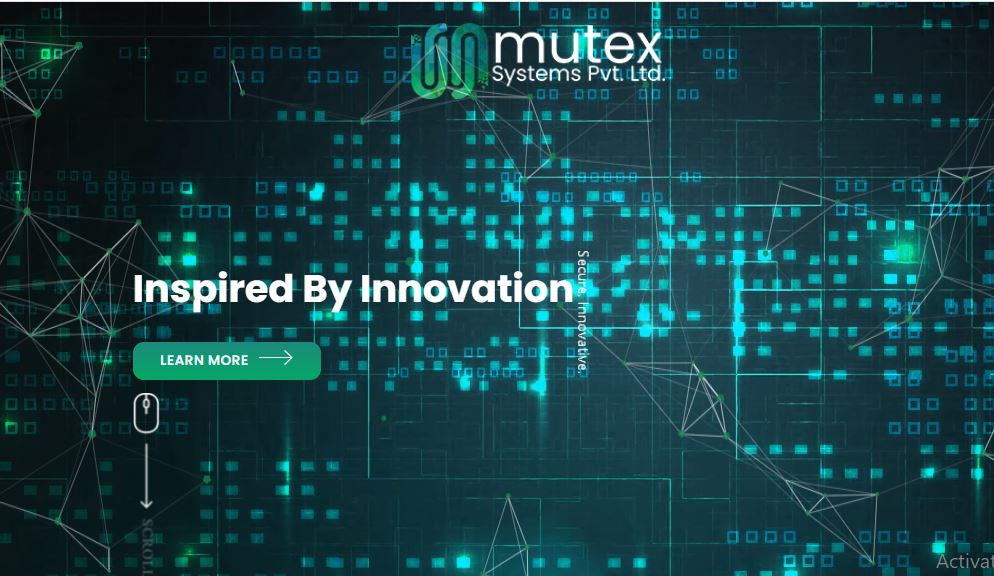 mutex
Systems Pvt. Ltd.
Inspired By Innovation
Secure. Innovative.
LEARN MORE
SCROLL
Activat